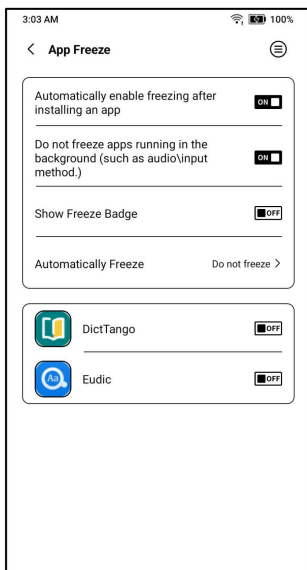 3:03 AM 100%
App Freeze
Automatically enable freezing after
installing an app
ON
Do not freeze apps running in the
background (such as audio\input
method.)
ON
Show Freeze Badge OFF
Automatically Freeze Do not freeze
DictTango OFF
Aa
Eudic OFF